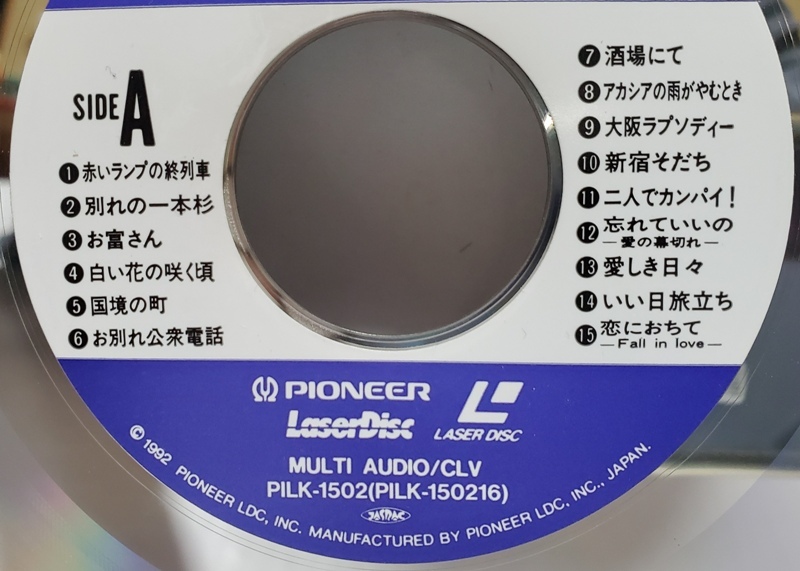 SIDE A
❶赤いランプの終列車
❷別れの一本杉
❸お富さん
❹白い花の咲く頃
❺国境の町
❻お別れ公衆電話
❼酒場にて
❽アカシアの雨がやむとき
❾大阪ラプソディー
❿新宿そだち
⓫二人でカンパイ!
⓬忘れていいの
—愛の幕切れ—
⓭愛しき日々
⓮いい日旅立ち
⓯恋におちて
—Fall in love—
PIONEER
LaserDisc
LASER DISC
MULTI AUDIO/CLV
PILK-1502(PILK-150216)
JASRAC
©1992 PIONEER LDC, INC. MANUFACTURED BY PIONEER LDC, INC., JAPAN.